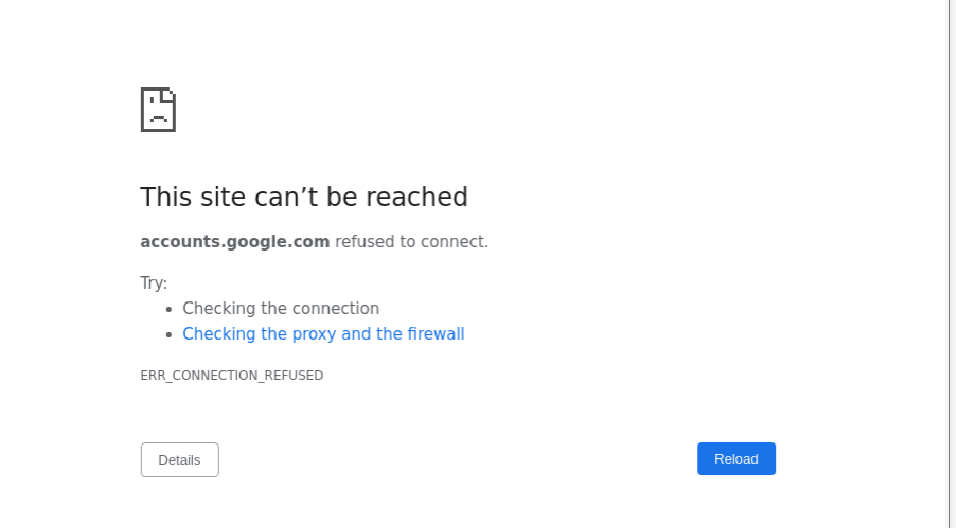 This site can’t be reached
accounts.google.com refused to connect.
Try:
• Checking the connection
• Checking the proxy and the firewall
ERR_CONNECTION_REFUSED
Details
Reload